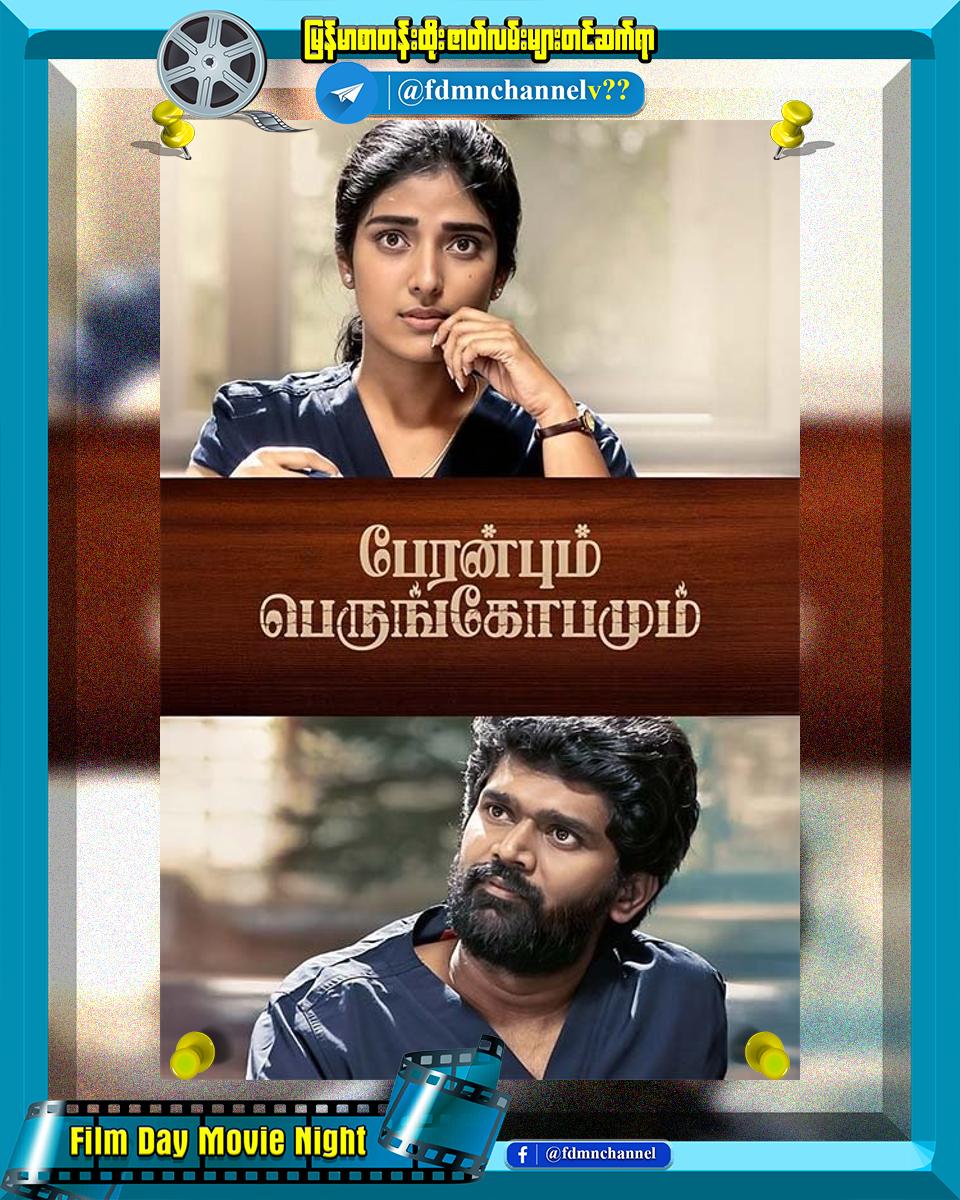 မြန်မာစာတန်းထိုးဇာတ်လမ်းများတင်ဆက်ရာ
@fdmnchannelv??
பேரன்பும்
பெருங்கோபமும்
Film Day Movie Night
f | @fdmnchannel